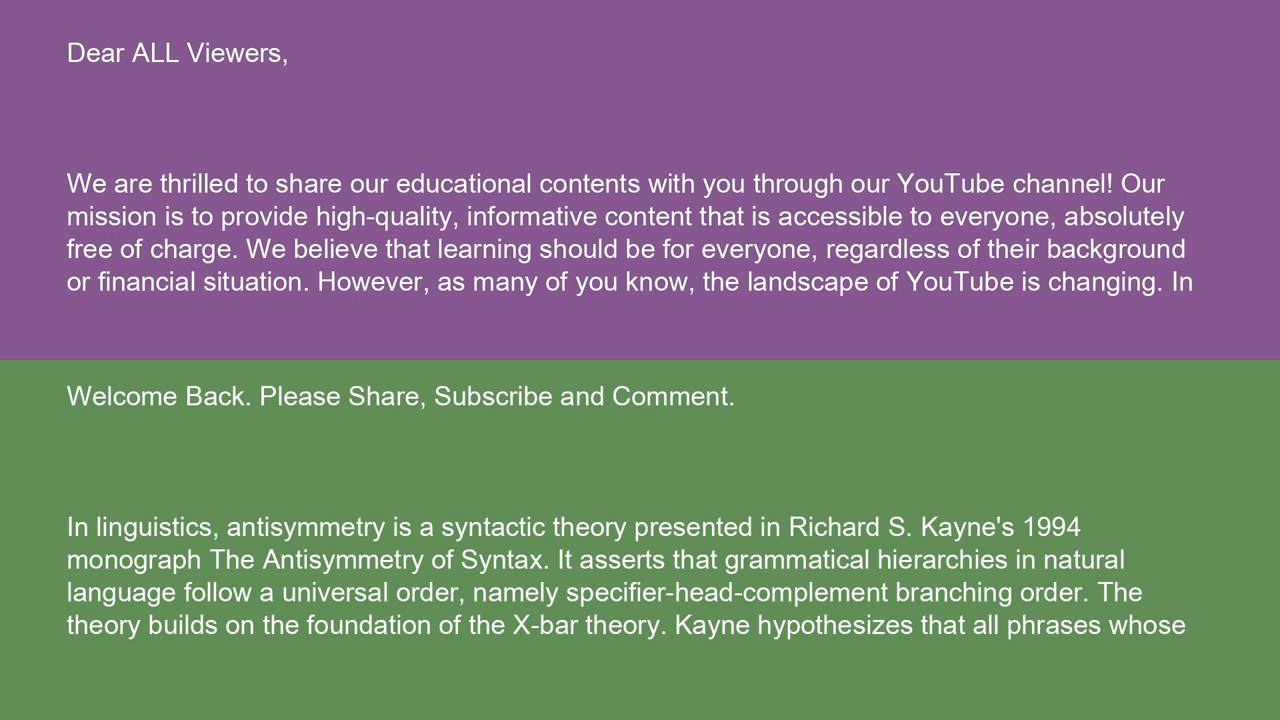 Dear ALL Viewers,
We are thrilled to share our educational contents with you through our YouTube channel! Our
mission is to provide high-quality, informative content that is accessible to everyone, absolutely
free of charge. We believe that learning should be for everyone, regardless of their background
or financial situation. However, as many of you know, the landscape of YouTube is changing. In
Welcome Back. Please Share, Subscribe and Comment.
In linguistics, antisymmetry is a syntactic theory presented in Richard S. Kayne's 1994
monograph The Antisymmetry of Syntax. It asserts that grammatical hierarchies in natural
language follow a universal order, namely specifier-head-complement branching order. The
theory builds on the foundation of the X-bar theory. Kayne hypothesizes that all phrases whose